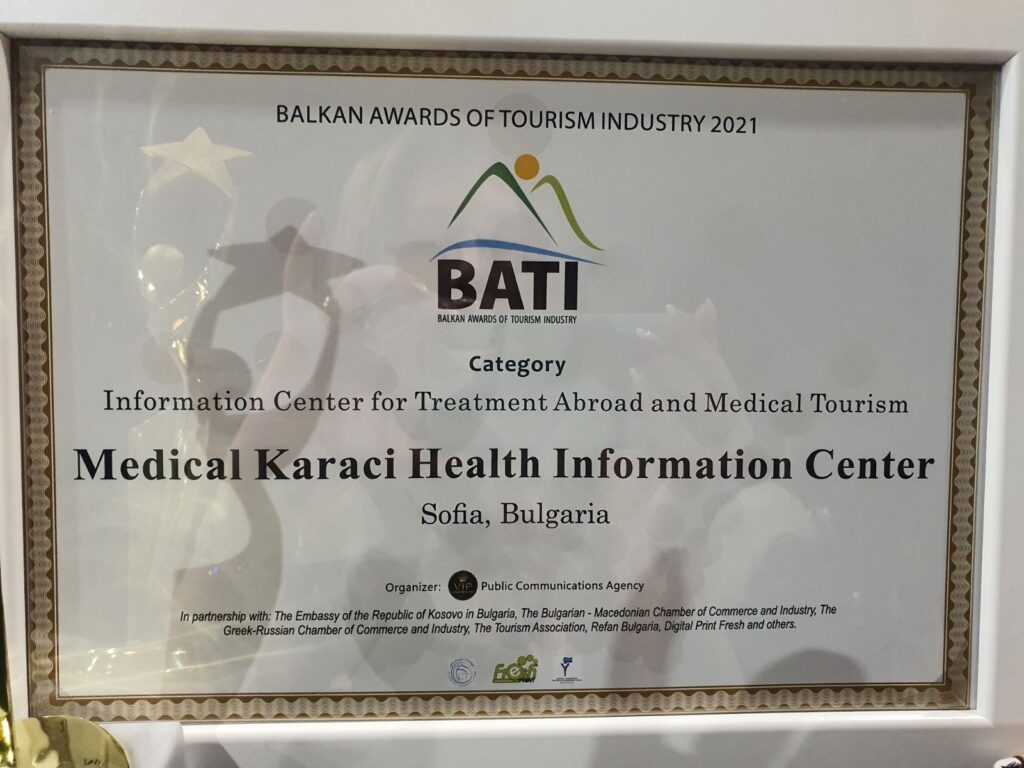 BALKAN AWARDS OF TOURISM INDUSTRY 2021
BATI
BALKAN AWARDS OF TOURISM INDUSTRY
Category
Information Center for Treatment Abroad and Medical Tourism
Medical Karaci Health Information Center
Sofia, Bulgaria
Organizer: VIP Public Communications Agency
In partnership with: The Embassy of the Republic of Kosovo in Bulgaria, The Bulgarian - Macedonian Chamber of Commerce and Industry, The
Greek-Russian Chamber of Commerce and Industry, The Tourism Association, Refan Bulgaria, Digital Print Fresh and others.